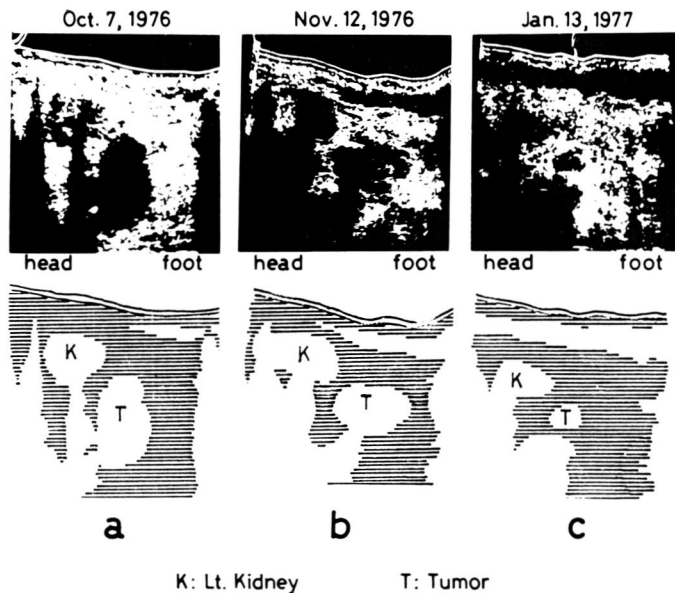 Oct. 7, 1976 Nov. 12, 1976 Jan. 13, 1977
head foot head foot head foot
K K K
T T T
a b c
K: Lt. Kidney T: Tumor